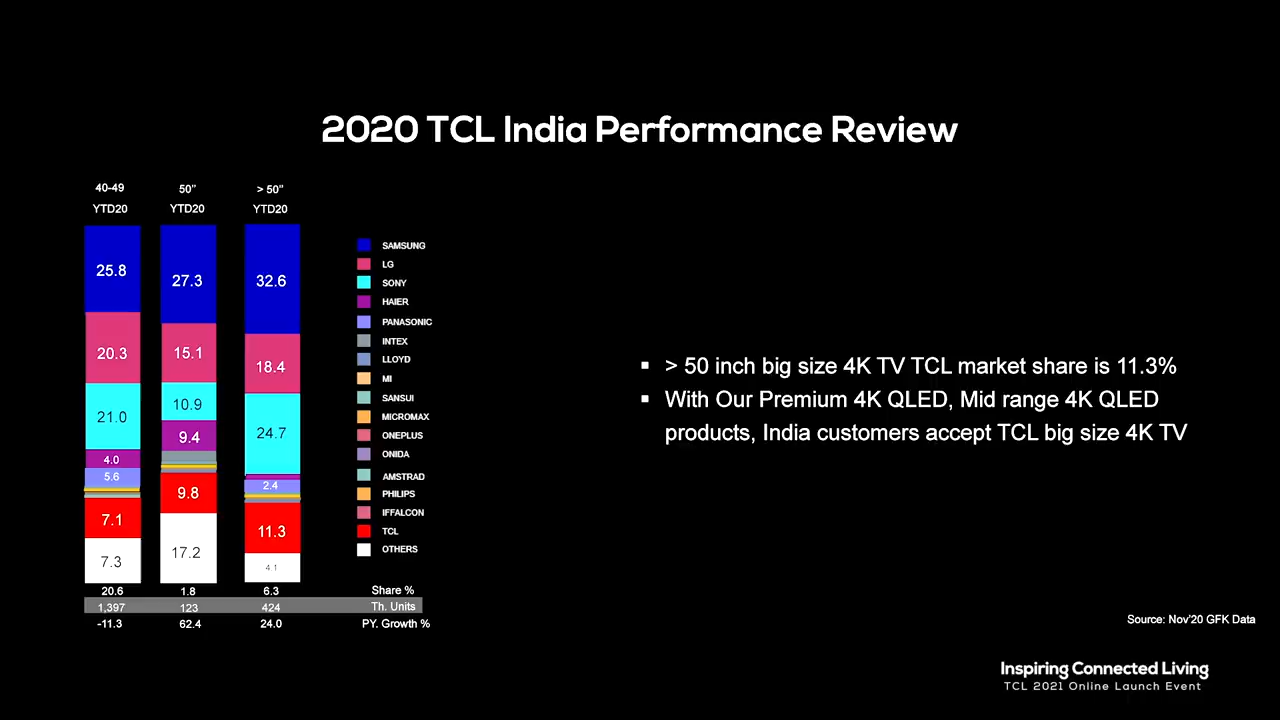 2020 TCL India Performance Review
40-49 50" > 50"
YTD20 YTD20 YTD20
25.8 27.3 32.6
20.3 15.1 18.4
21.0 10.9 24.7
4.0 9.4
5.6 2.4
7.1 9.8 11.3
7.3 17.2 4.1
SAMSUNG
LG
SONY
HAIER
PANASONIC
INTEX
LLOYD
MI
SANSUI
MICROMAX
ONEPLUS
ONIDA
AMSTRAD
PHILIPS
IFFALCON
TCL
OTHERS
20.6 1.8 6.3 Share %
1,397 123 424 Th. Units
-11.3 62.4 24.0 PY. Growth %
▪ > 50 inch big size 4K TV TCL market share is 11.3%
▪ With Our Premium 4K QLED, Mid range 4K QLED
products, India customers accept TCL big size 4K TV
Source: Nov'20 GFK Data
Inspiring Connected Living
TCL 2021 Online Launch Event